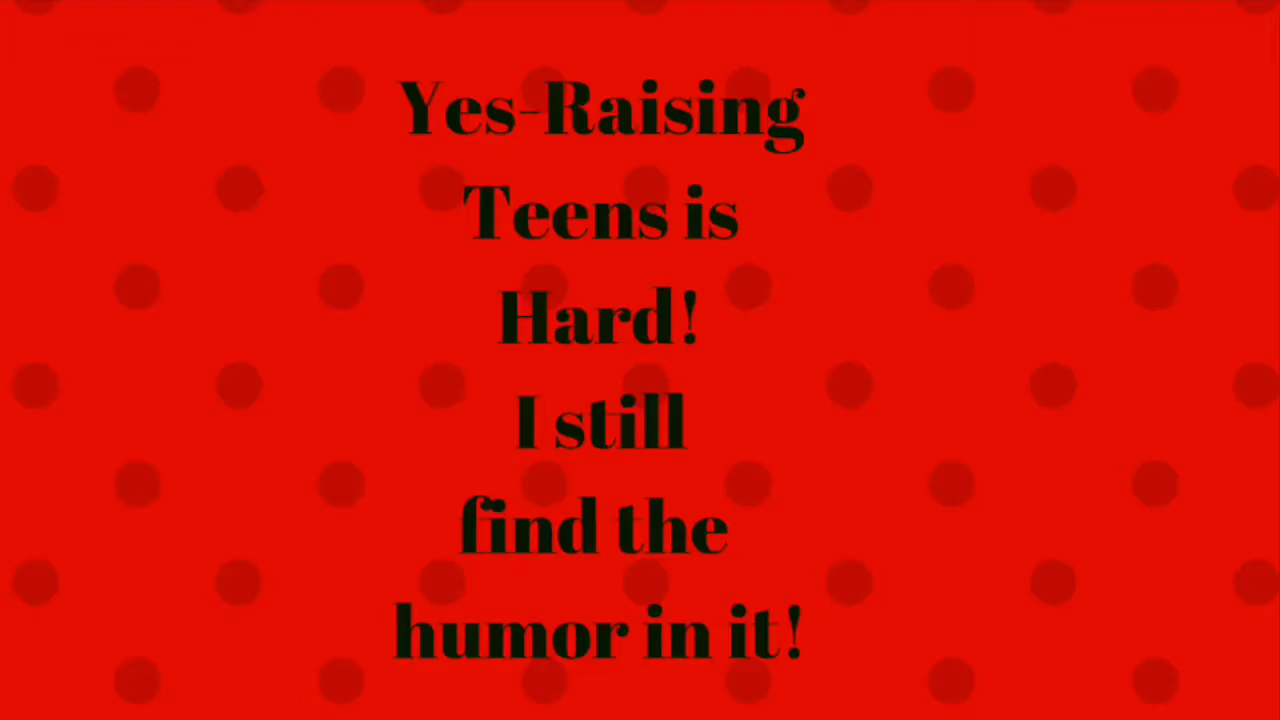 Yes-Raising
Teens is
Hard!
I still
find the
humor in it!